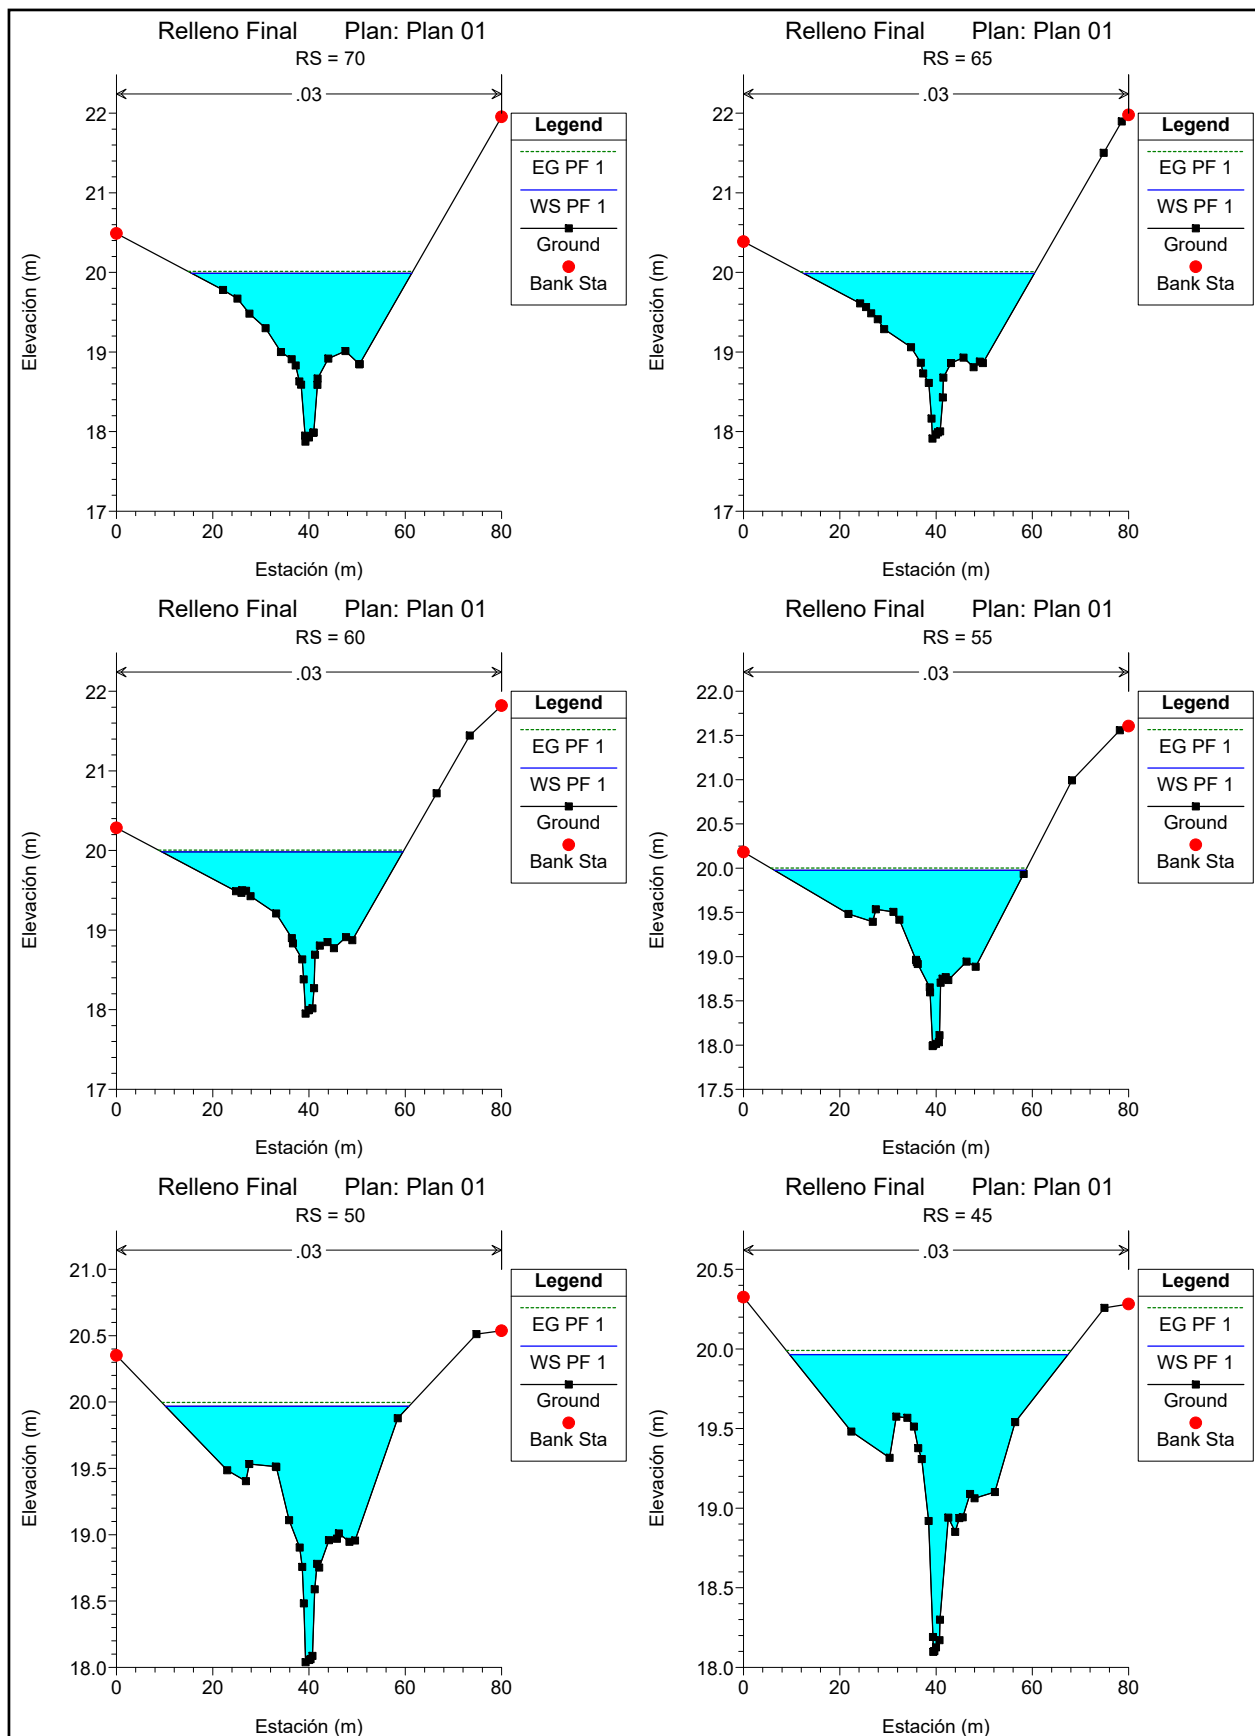 Relleno Final Plan: Plan 01
RS = 70
.03
Legend
EG PF 1
WS PF 1
Ground
Bank Sta
Elevación (m)
22
21
20
19
18
17
0 20 40 60 80
Estación (m)
Relleno Final Plan: Plan 01
RS = 65
.03
Legend
EG PF 1
WS PF 1
Ground
Bank Sta
Elevación (m)
22
21
20
19
18
17
0 20 40 60 80
Estación (m)
Relleno Final Plan: Plan 01
RS = 60
.03
Legend
EG PF 1
WS PF 1
Ground
Bank Sta
Elevación (m)
22
21
20
19
18
17
0 20 40 60 80
Estación (m)
Relleno Final Plan: Plan 01
RS = 55
.03
Legend
EG PF 1
WS PF 1
Ground
Bank Sta
Elevación (m)
22.0
21.5
21.0
20.5
20.0
19.5
19.0
18.5
18.0
17.5
0 20 40 60 80
Estación (m)
Relleno Final Plan: Plan 01
RS = 50
.03
Legend
EG PF 1
WS PF 1
Ground
Bank Sta
Elevación (m)
21.0
20.5
20.0
19.5
19.0
18.5
18.0
0 20 40 60 80
Estación (m)
Relleno Final Plan: Plan 01
RS = 45
.03
Legend
EG PF 1
WS PF 1
Ground
Bank Sta
Elevación (m)
20.5
20.0
19.5
19.0
18.5
18.0
0 20 40 60 80
Estación (m)